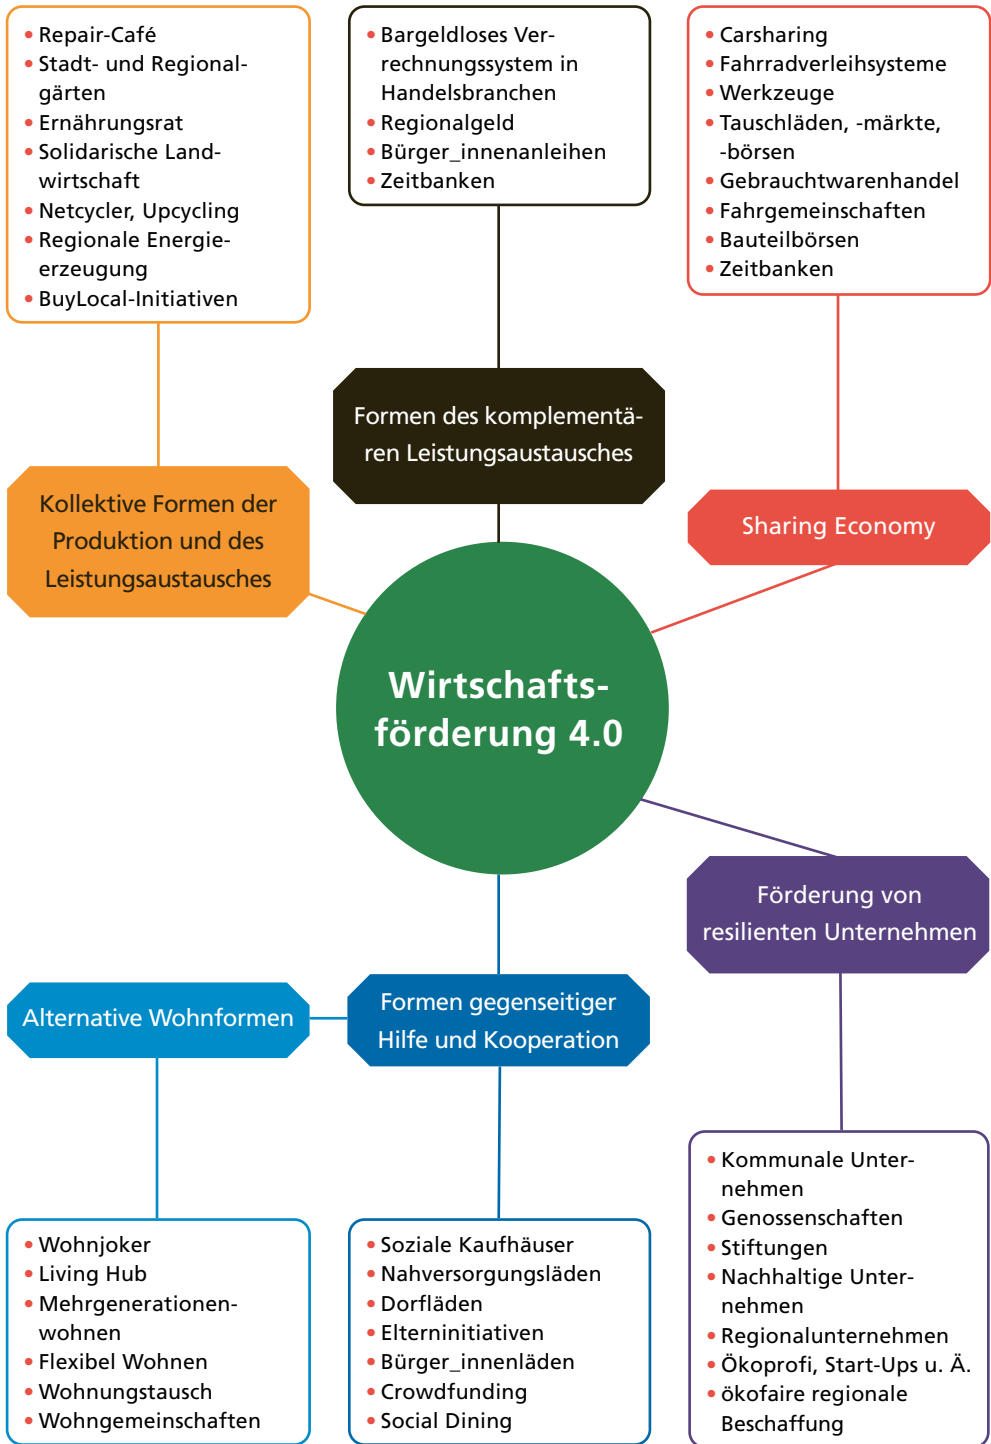 • Repair-Café
• Stadt- und Regional-
gärten
• Ernährungsrat
• Solidarische Land-
wirtschaft
• Netcycler, Upcycling
• Regionale Energie-
erzeugung
• BuyLocal-Initiativen
• Bargeldloses Ver-
rechnungssystem in
Handelsbranchen
• Regionalgeld
• Bürger_innenanleihen
• Zeitbanken
• Carsharing
• Fahrradverleihsysteme
• Werkzeuge
• Tauschläden, -märkte,
-börsen
• Gebrauchtwarenhandel
• Fahrgemeinschaften
• Bauteilbörsen
• Zeitbanken
Kollektive Formen der
Produktion und des
Leistungsaustausches
Formen des komplementä-
ren Leistungsaustausches
Sharing Economy
Wirtschafts-
förderung 4.0
Alternative Wohnformen
Formen gegenseitiger
Hilfe und Kooperation
Förderung von
resilienten Unternehmen
• Wohnjoker
• Living Hub
• Mehrgenerationen-
wohnen
• Flexibel Wohnen
• Wohnungstausch
• Wohngemeinschaften
• Soziale Kaufhäuser
• Nahversorgungsläden
• Dorfläden
• Elterninitiativen
• Bürger_innenläden
• Crowdfunding
• Social Dining
• Kommunale Unter-
nehmen
• Genossenschaften
• Stiftungen
• Nachhaltige Unter-
nehmen
• Regionalunternehmen
• Ökoprofi, Start-Ups u. Ä.
• ökofaire regionale
Beschaffung